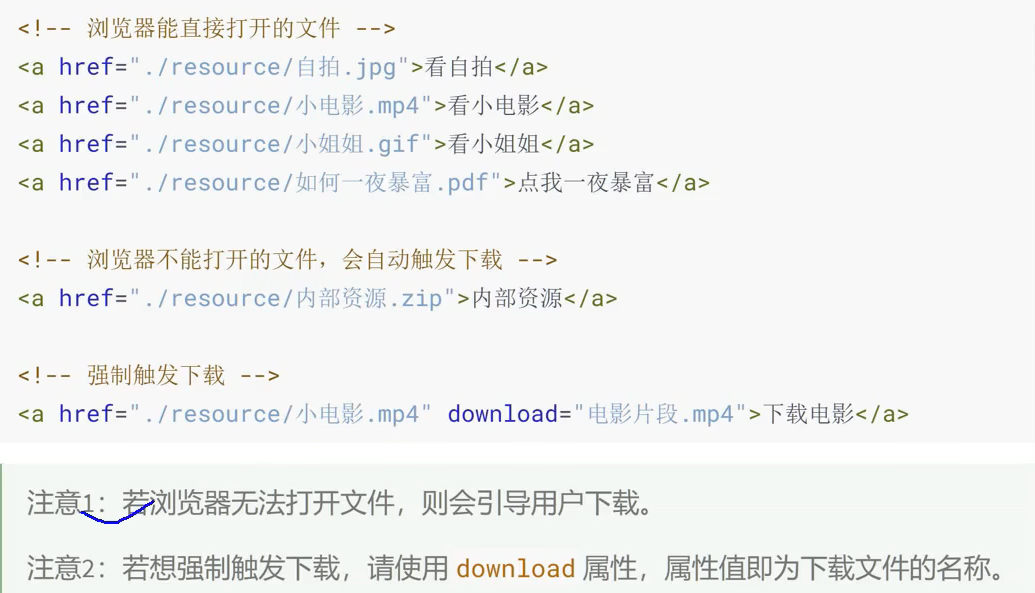 <!-- 浏览器能直接打开的文件 -->
<a href="./resource/自拍.jpg">看自拍</a>
<a href="./resource/小电影.mp4">看小电影</a>
<a href="./resource/小姐姐.gif">看小姐姐</a>
<a href="./resource/如何一夜暴富.pdf">点我一夜暴富</a>
<!-- 浏览器不能打开的文件，会自动触发下载 -->
<a href="./resource/内部资源.zip">内部资源</a>
<!-- 强制触发下载 -->
<a href="./resource/小电影.mp4" download="电影片段.mp4">下载电影</a>
注意1：若浏览器无法打开文件，则会引导用户下载。
注意2：若想强制触发下载，请使用 download 属性，属性值即为下载文件的名称。